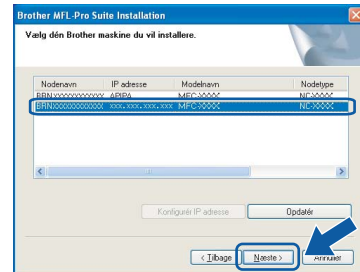 Brother MFL-Pro Suite Installation
Vælg dén Brother maskine du vil installere.
Nodenavn IP adresse Modelnavn Nodetype
BRNXXXXXXXXXXXX APIPA MFC-XXXX NC-XXXX
BRNXXXXXXXXXXXX xxx.xxx.xxx.xxx MFC-XXXX NC-XXXX
Konfigurér IP adresse Opdatér
< Tilbage Næste > Annuller